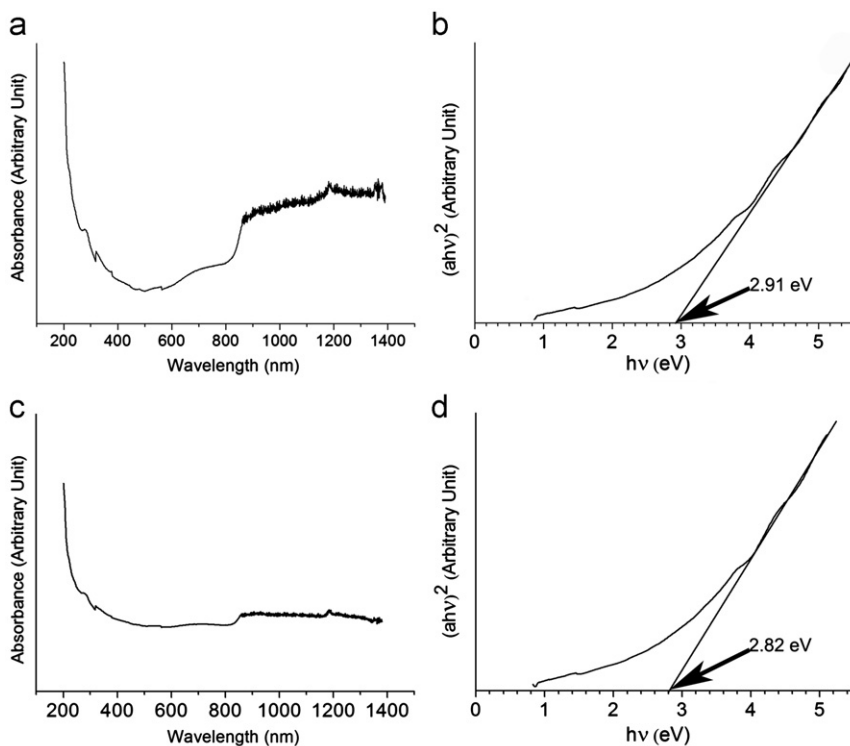 a
Absorbance (Arbitrary Unit)
200 400 600 800 1000 1200 1400
Wavelength (nm)
b
(ahν)² (Arbitrary Unit)
2.91 eV
0 1 2 3 4 5
hν (eV)
c
Absorbance (Arbitrary Unit)
200 400 600 800 1000 1200 1400
Wavelength (nm)
d
(ahν)² (Arbitrary Unit)
2.82 eV
0 1 2 3 4 5
hν (eV)